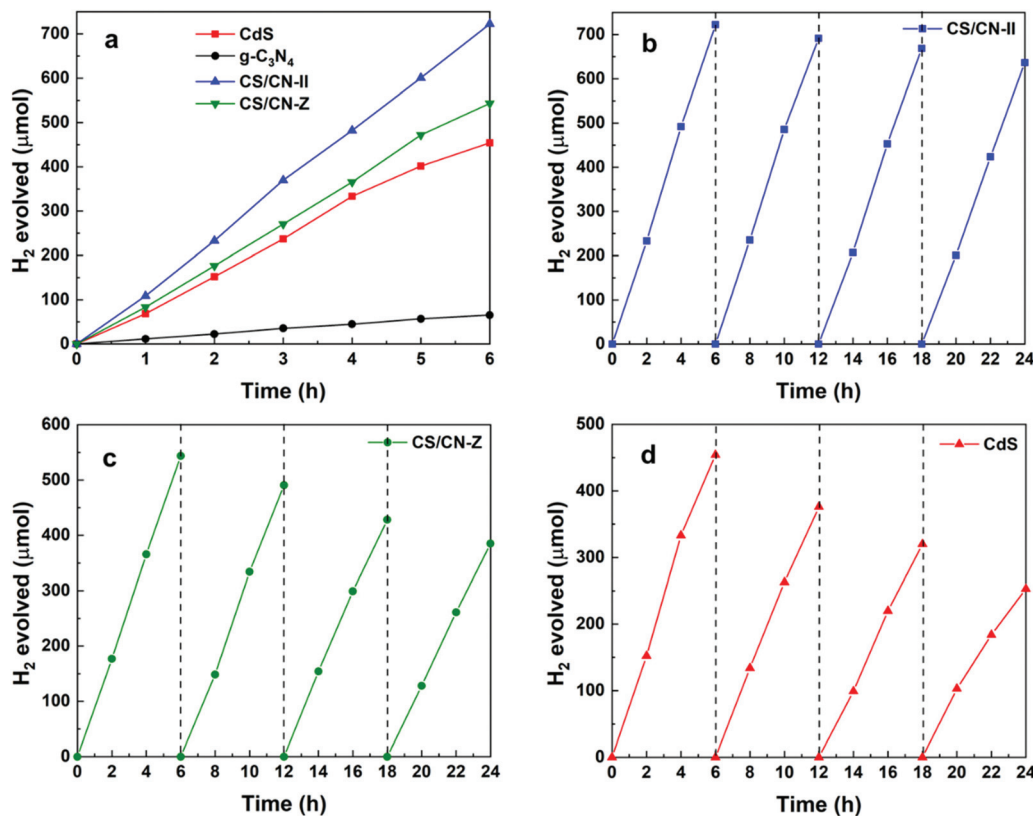 a
CdS
g-C₃N₄
CS/CN-II
CS/CN-Z
H₂ evolved (μmol)
700
600
500
400
300
200
100
0
0 1 2 3 4 5 6
Time (h)
b
CS/CN-II
H₂ evolved (μmol)
700
600
500
400
300
200
100
0
0 2 4 6 8 10 12 14 16 18 20 22 24
Time (h)
c
CS/CN-Z
H₂ evolved (μmol)
600
500
400
300
200
100
0
0 2 4 6 8 10 12 14 16 18 20 22 24
Time (h)
d
CdS
H₂ evolved (μmol)
500
400
300
200
100
0
0 2 4 6 8 10 12 14 16 18 20 22 24
Time (h)